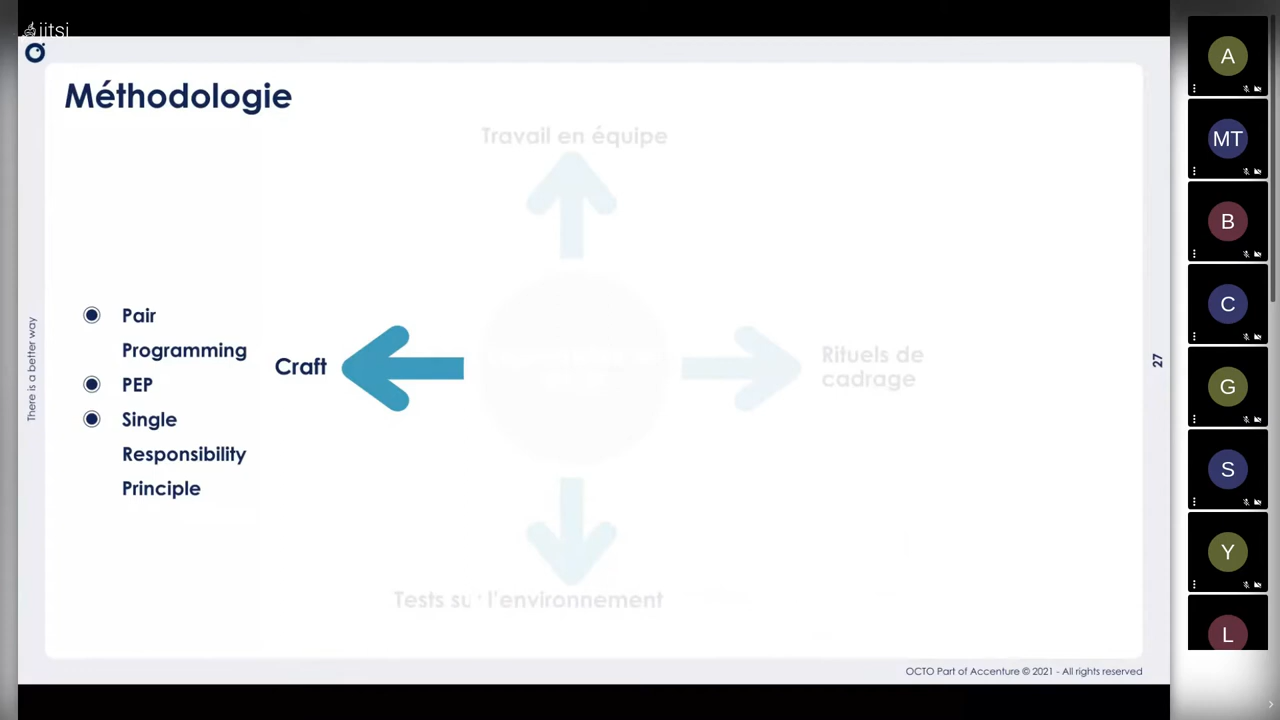 jitsi
Méthodologie
Travail en équipe
Pair
Programming
PEP
Single
Responsibility
Principle
Craft
Rituels de
cadrage
Tests sur l'environnement
There is a better way
27
OCTO Part of Accenture © 2021 - All rights reserved
A
MT
B
C
G
S
Y
L